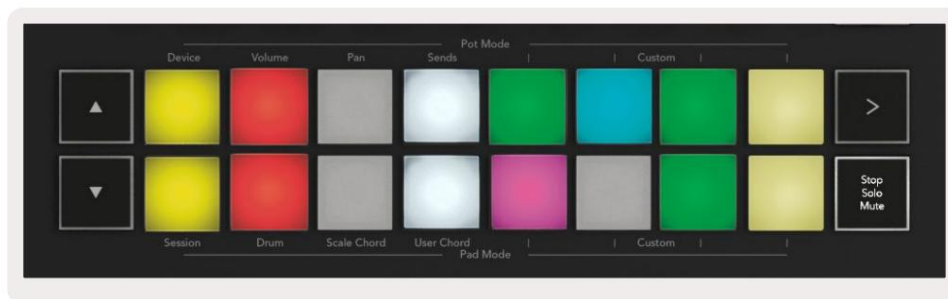 Pot Mode
Device Volume Pan Sends Custom
Stop
Solo
Mute
Session Drum Scale Chord User Chord Custom
Pad Mode